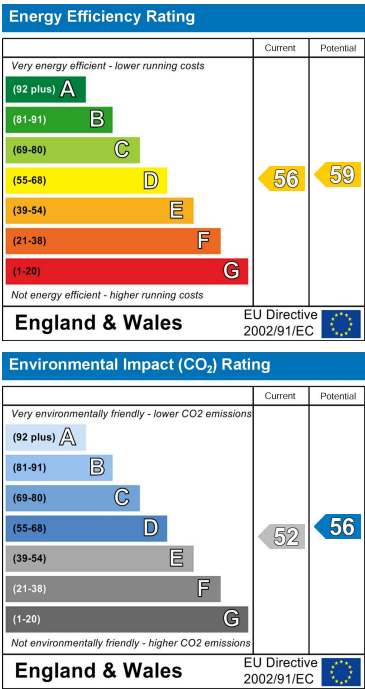 Energy Efficiency Rating
Current Potential
Very energy efficient - lower running costs
(92 plus) A
(81-91) B
(69-80) C
(55-68) D
56 59
(39-54) E
(21-38) F
(1-20) G
Not energy efficient - higher running costs
England & Wales
EU Directive
2002/91/EC
Environmental Impact (CO₂) Rating
Current Potential
Very environmentally friendly - lower CO2 emissions
(92 plus) A
(81-91) B
(69-80) C
(55-68) D
52 56
(39-54) E
(21-38) F
(1-20) G
Not environmentally friendly - higher CO2 emissions
England & Wales
EU Directive
2002/91/EC